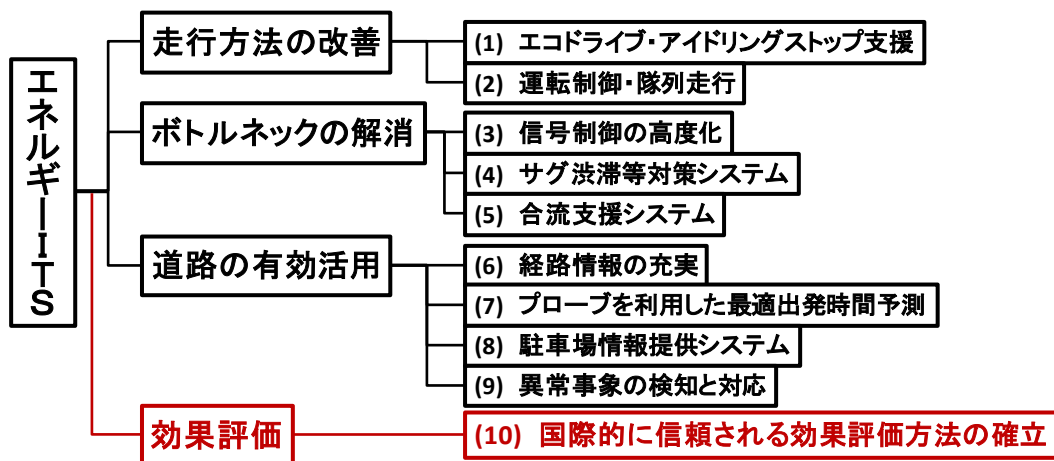 エネルギーITS
走行方法の改善
(1) エコドライブ・アイドリングストップ支援
(2) 運転制御・隊列走行
ボトルネックの解消
(3) 信号制御の高度化
(4) サグ渋滞等対策システム
(5) 合流支援システム
道路の有効活用
(6) 経路情報の充実
(7) プローブを利用した最適出発時間予測
(8) 駐車場情報提供システム
(9) 異常事象の検知と対応
効果評価
(10) 国際的に信頼される効果評価方法の確立